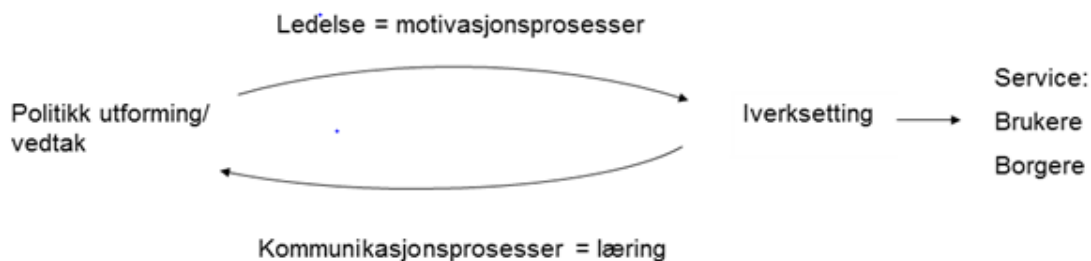 Ledelse = motivasjonsprosesser
Politikk utforming/
vedtak
Iverksetting
Service:
Brukere
Borgere
Kommunikasjonsprosesser = læring